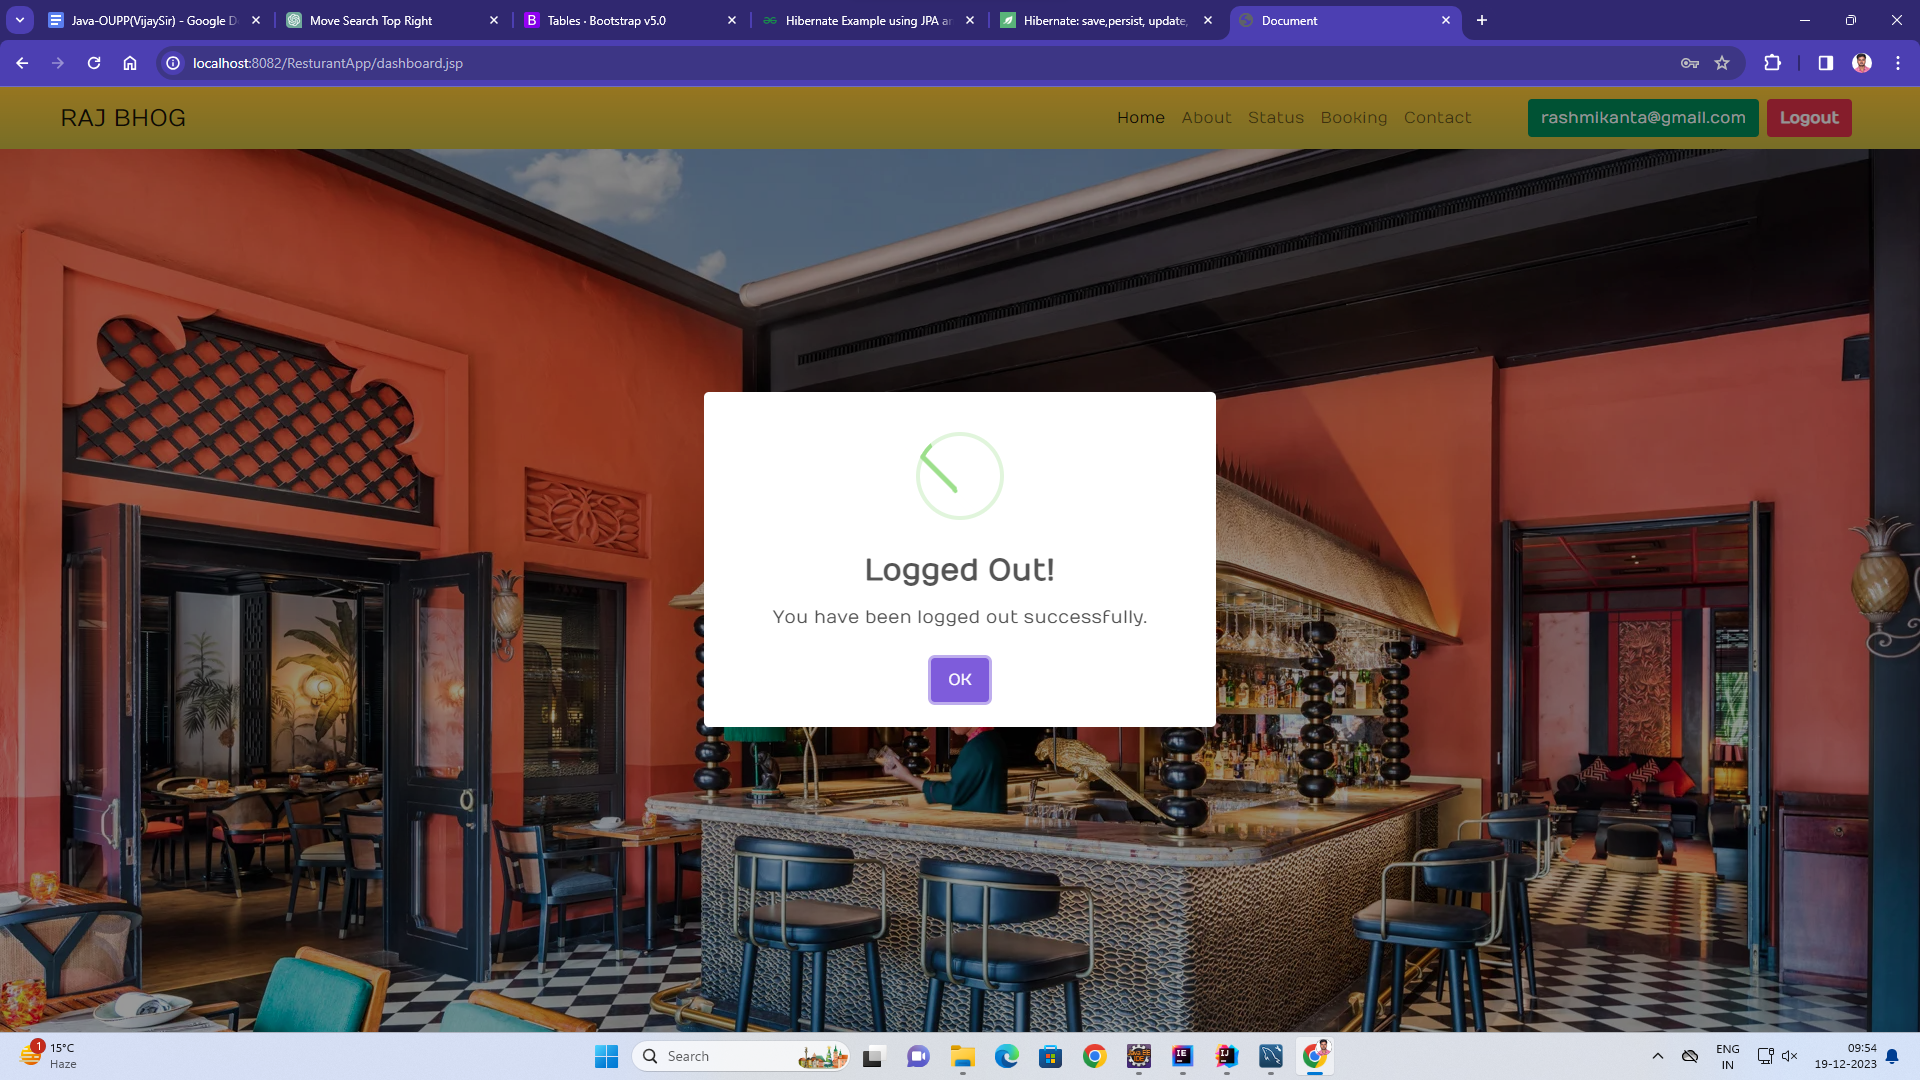 Java-OUPP(VijaySir) - Google D
Move Search Top Right
Tables · Bootstrap v5.0
Hibernate Example using JPA a
Hibernate: save,persist, update,
Document
localhost:8082/ResturantApp/dashboard.jsp
RAJ BHOG
Home
About
Status
Booking
Contact
rashmikanta@gmail.com
Logout
Logged Out!
You have been logged out successfully.
OK
1
15°C
Haze
Search
ENG
IN
09:54
19-12-2023